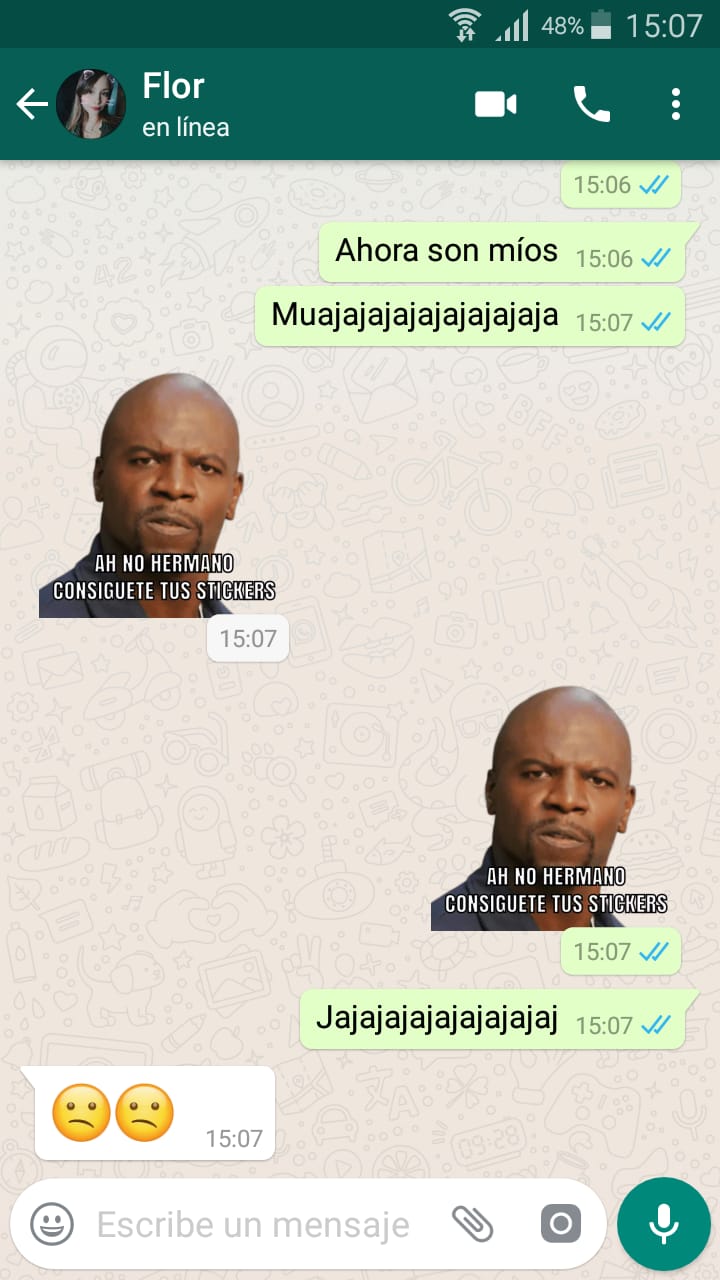 48% 15:07
Flor
en línea
15:06
Ahora son míos 15:06
Muajajajajajajajajaja 15:07
AH NO HERMANO
CONSIGUETE TUS STICKERS
15:07
AH NO HERMANO
CONSIGUETE TUS STICKERS
15:07
Jajajajajajajajajaj 15:07
😕😕 15:07
Escribe un mensaje